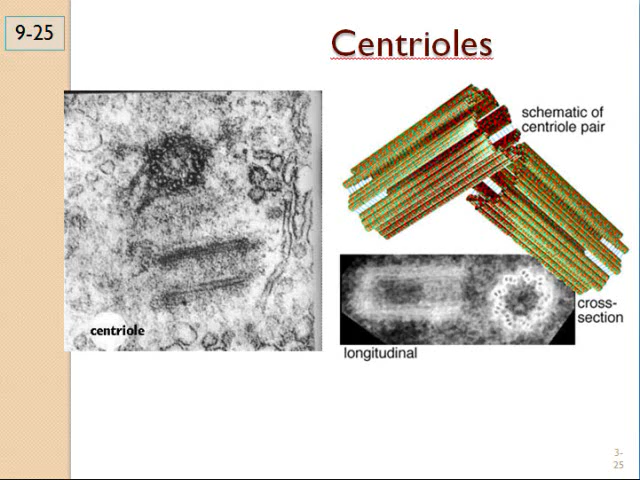 9-25
Centrioles
schematic of
centriole pair
centriole
cross-
section
longitudinal
3-
25